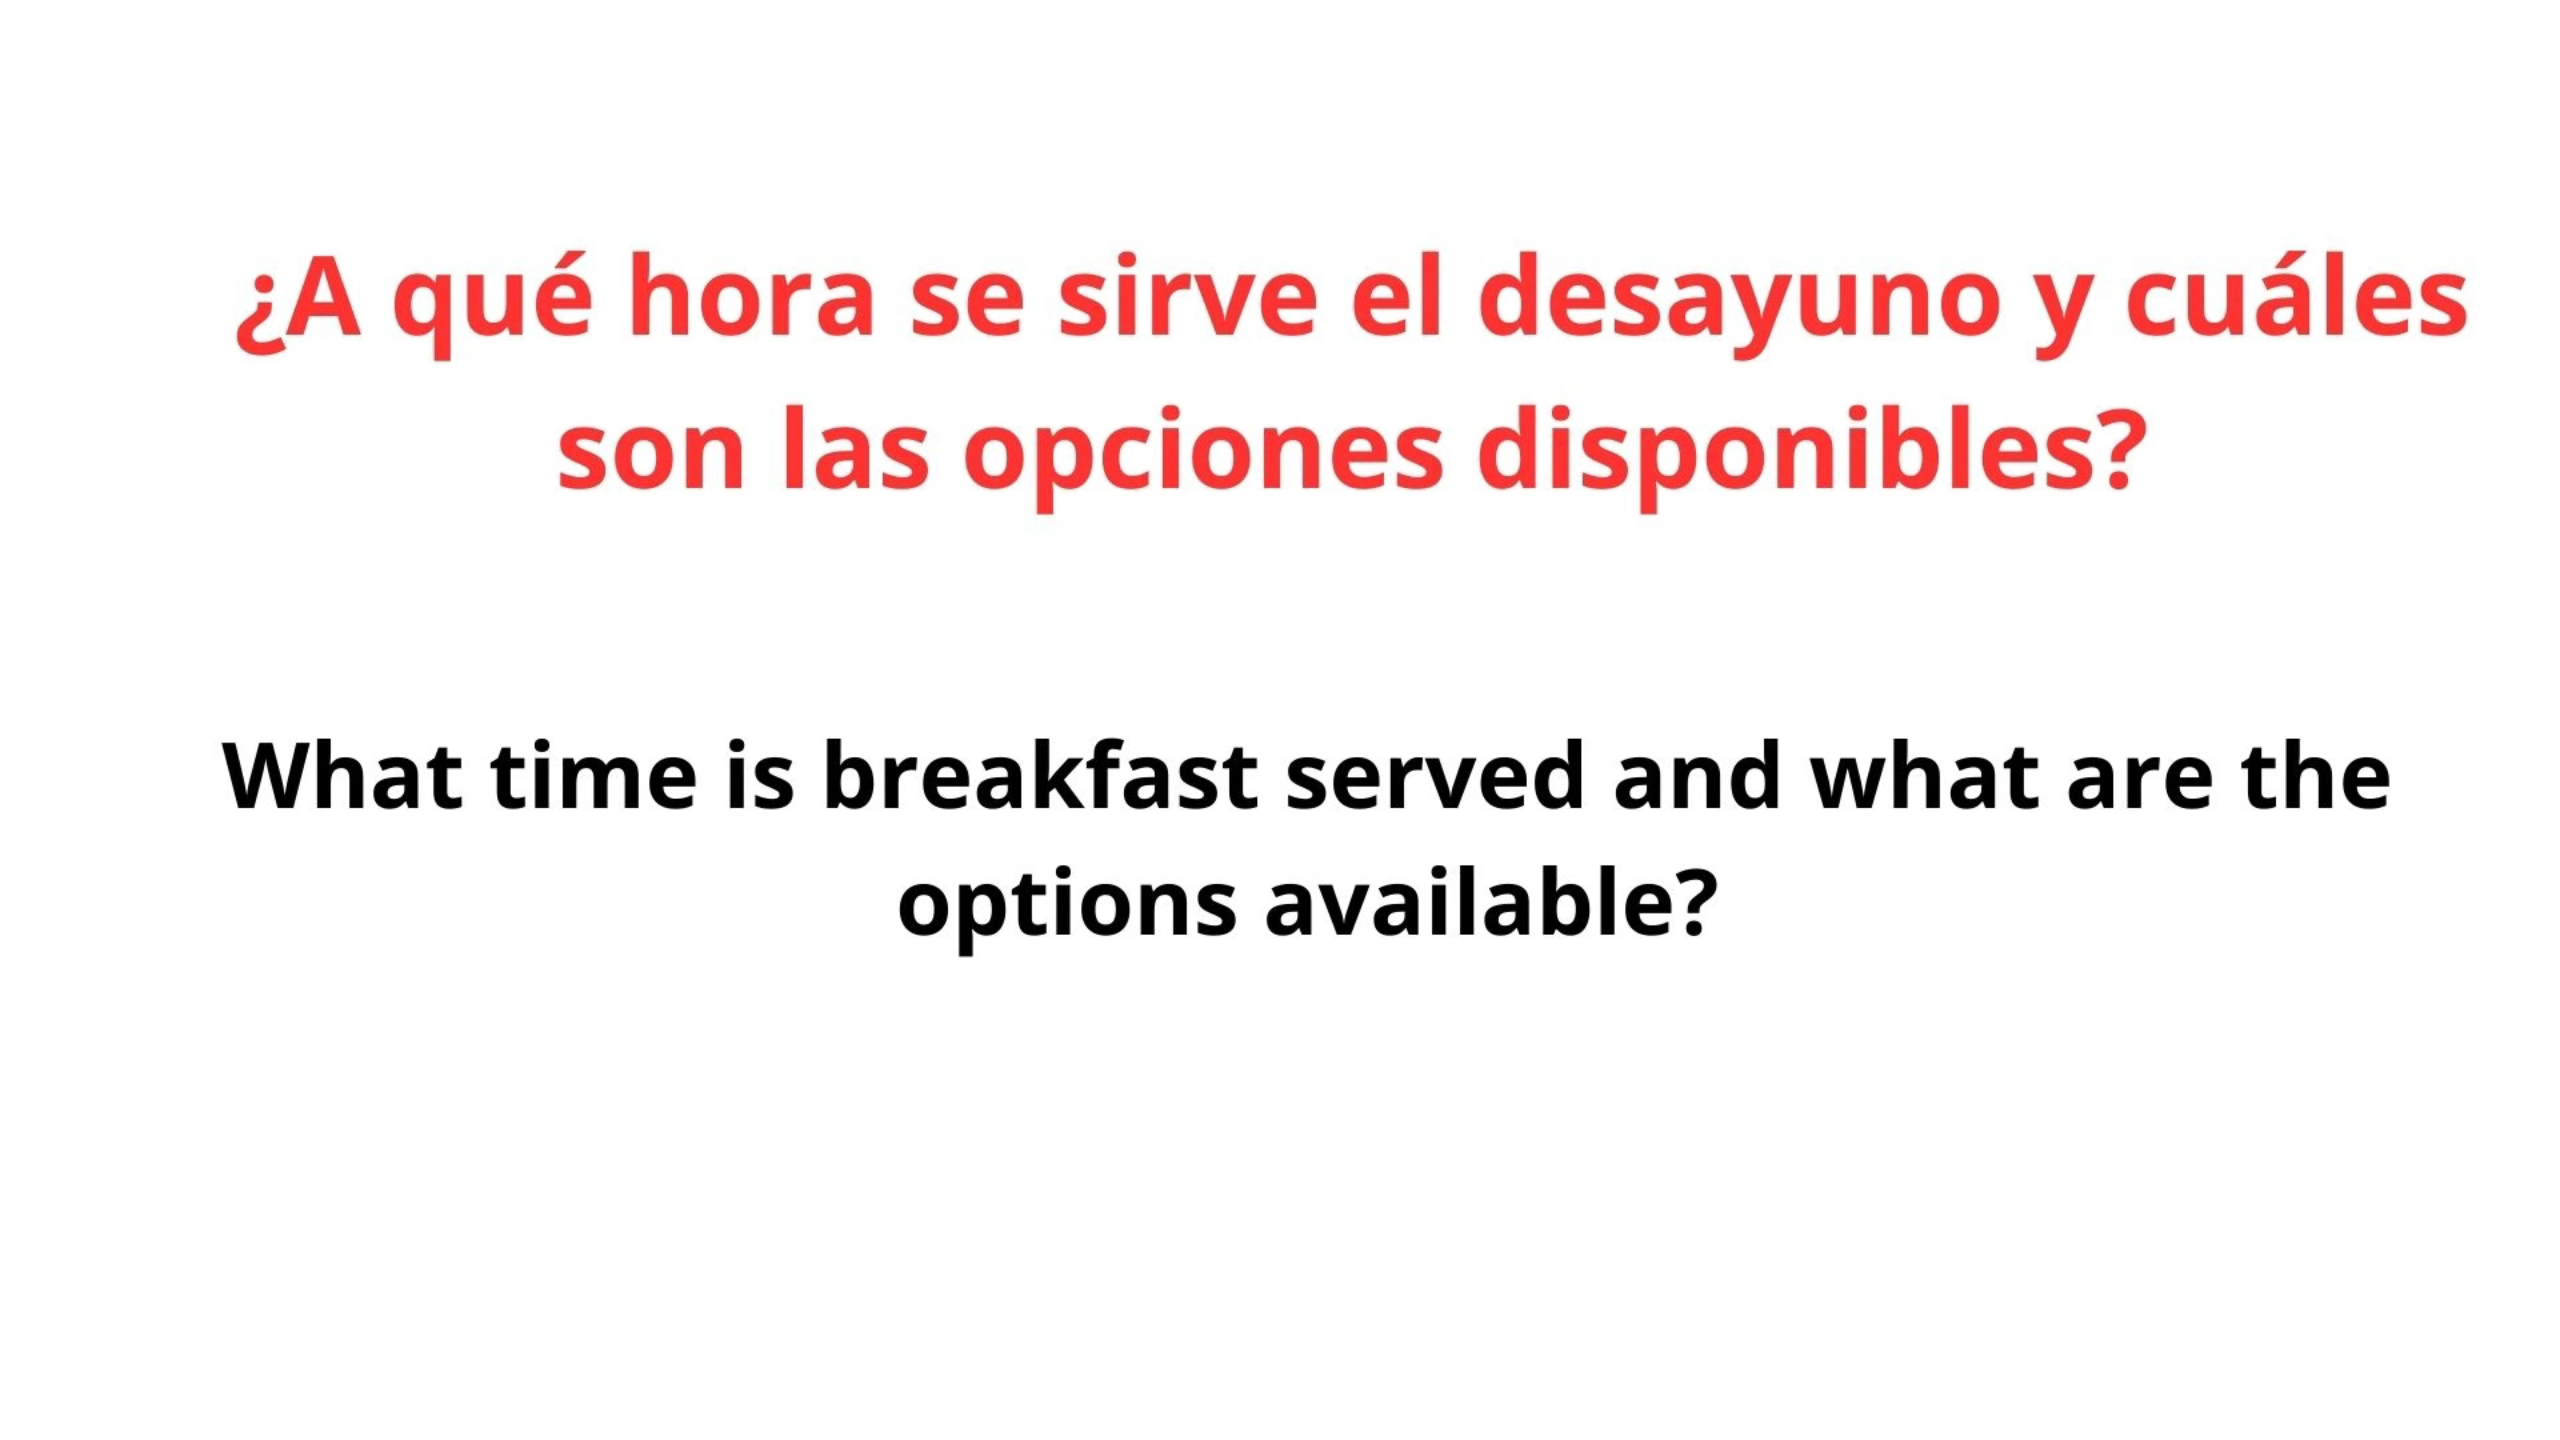 ¿A qué hora se sirve el desayuno y cuáles
son las opciones disponibles?
What time is breakfast served and what are the
options available?